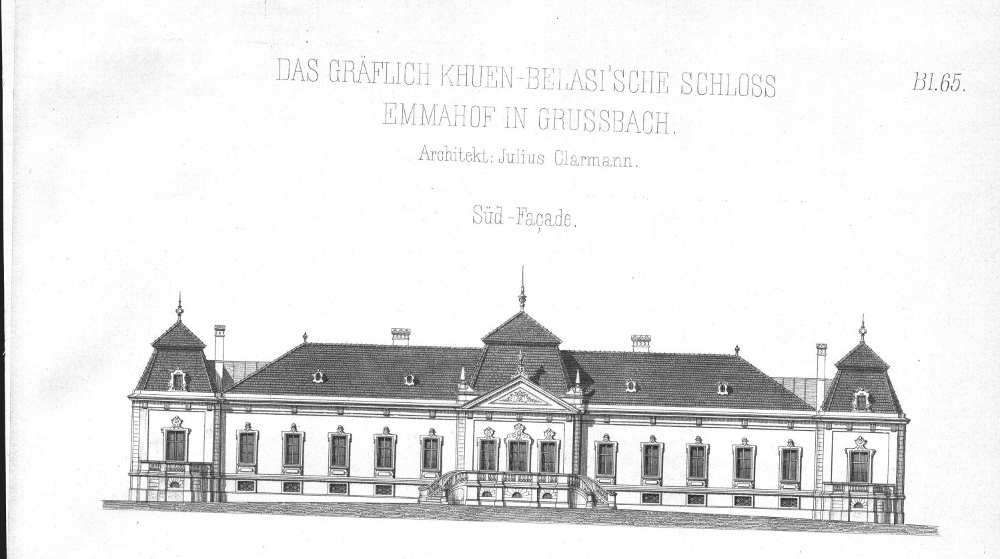 DAS GRÄFLICH KHUEN-BELASI'SCHE SCHLOSS
EMMAHOF IN GRUSSBACH.
Architekt: Julius Clarmann.
Süd-Façade.
Bl. 65.